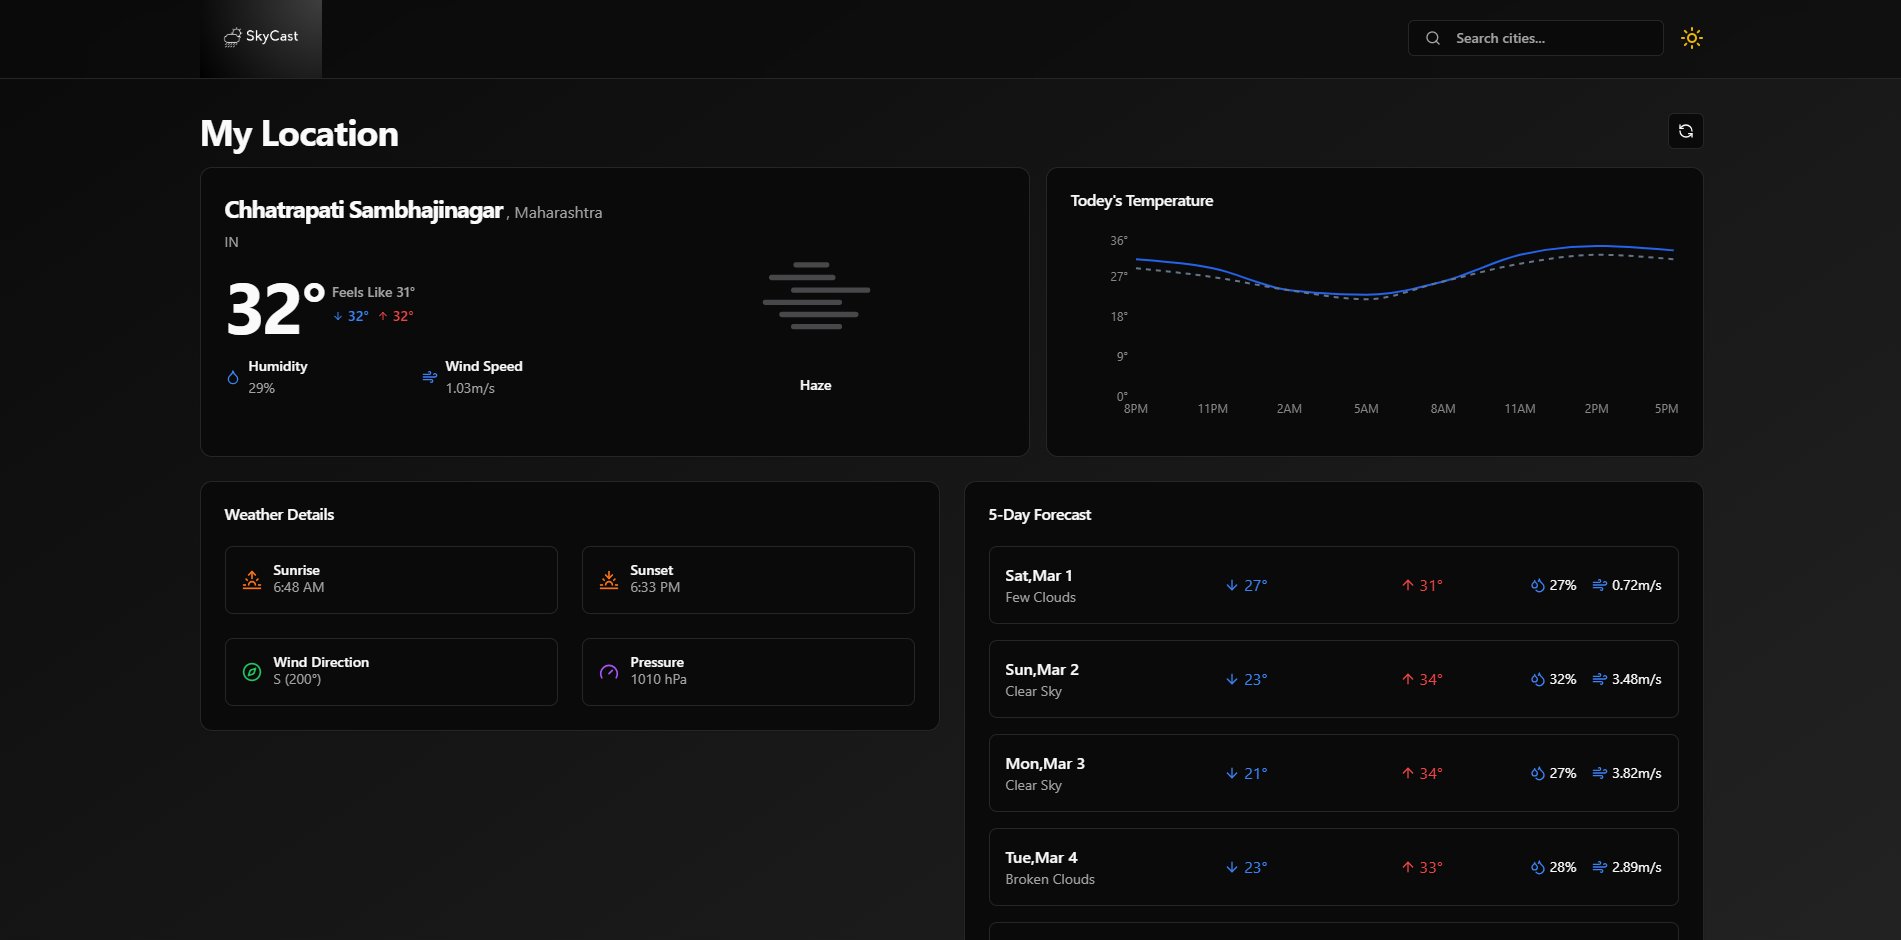 SkyCast
Search cities...
My Location
Chhatrapati Sambhajinagar , Maharashtra
IN
32° Feels Like 31°
32° 32°
Humidity
29%
Wind Speed
1.03m/s
Haze
Todey's Temperature
36°
27°
18°
9°
0°
8PM 11PM 2AM 5AM 8AM 11AM 2PM 5PM
Weather Details
Sunrise
6:48 AM
Sunset
6:33 PM
Wind Direction
S (200°)
Pressure
1010 hPa
5-Day Forecast
Sat,Mar 1
Few Clouds
27° 31° 27% 0.72m/s
Sun,Mar 2
Clear Sky
23° 34° 32% 3.48m/s
Mon,Mar 3
Clear Sky
21° 34° 27% 3.82m/s
Tue,Mar 4
Broken Clouds
23° 33° 28% 2.89m/s